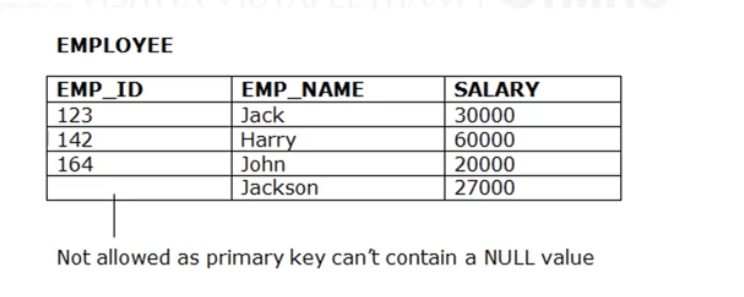 EMPLOYEE
EMP_ID EMP_NAME SALARY
123 Jack 30000
142 Harry 60000
164 John 20000
Jackson 27000
Not allowed as primary key can't contain a NULL value